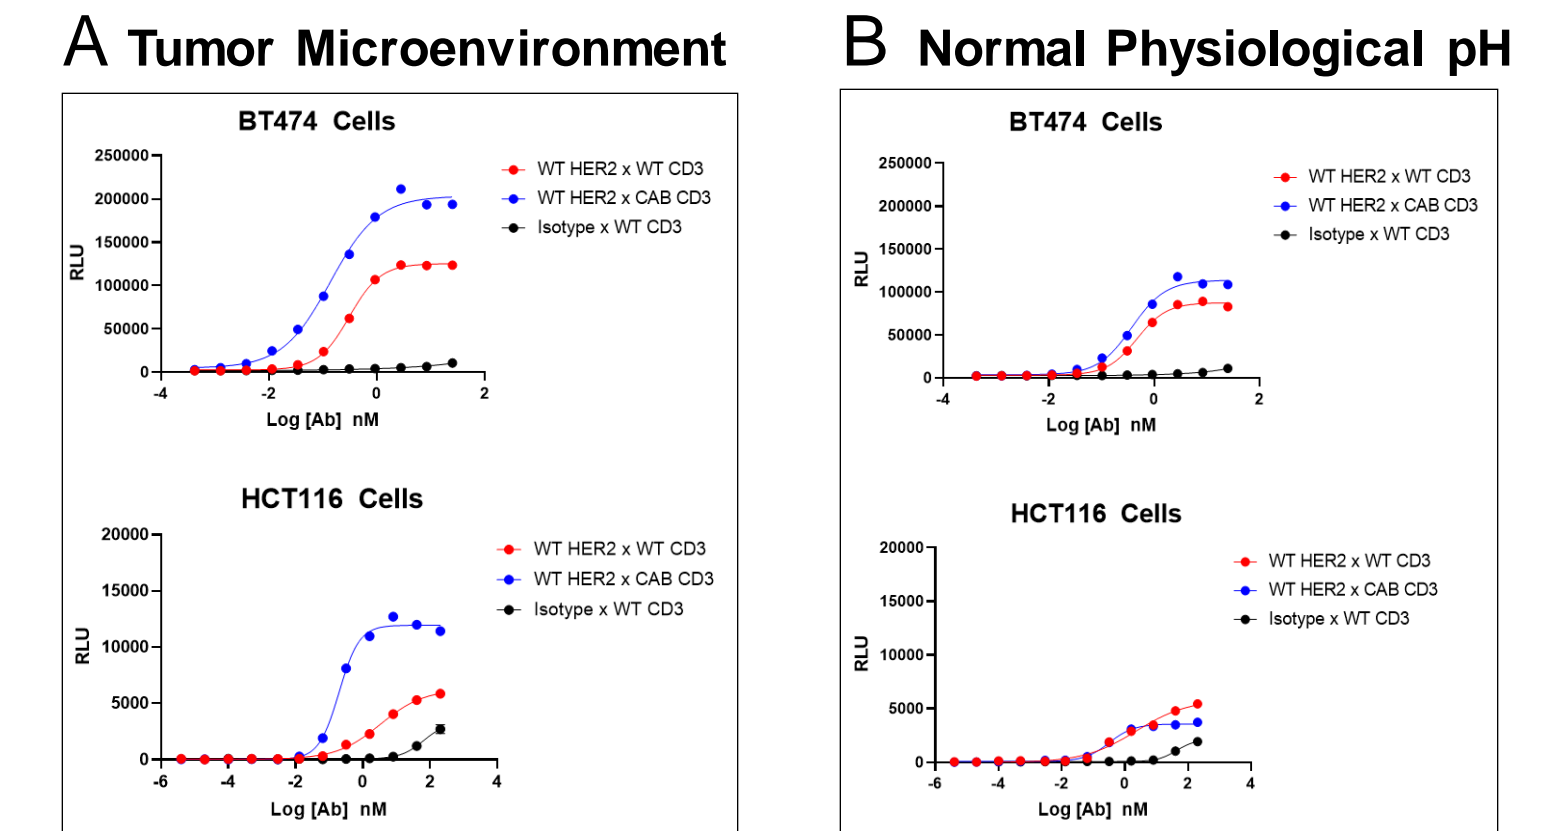 A Tumor Microenvironment
BT474 Cells
250000
200000
150000
100000
50000
0
RLU
-4 -2 0 2
Log [Ab] nM
WT HER2 x WT CD3
WT HER2 x CAB CD3
Isotype x WT CD3
HCT116 Cells
20000
15000
10000
5000
0
RLU
-6 -4 -2 0 2 4
Log [Ab] nM
WT HER2 x WT CD3
WT HER2 x CAB CD3
Isotype x WT CD3
B Normal Physiological pH
BT474 Cells
250000
200000
150000
100000
50000
0
RLU
-4 -2 0 2
Log [Ab] nM
WT HER2 x WT CD3
WT HER2 x CAB CD3
Isotype x WT CD3
HCT116 Cells
20000
15000
10000
5000
0
RLU
-6 -4 -2 0 2 4
Log [Ab] nM
WT HER2 x WT CD3
WT HER2 x CAB CD3
Isotype x WT CD3